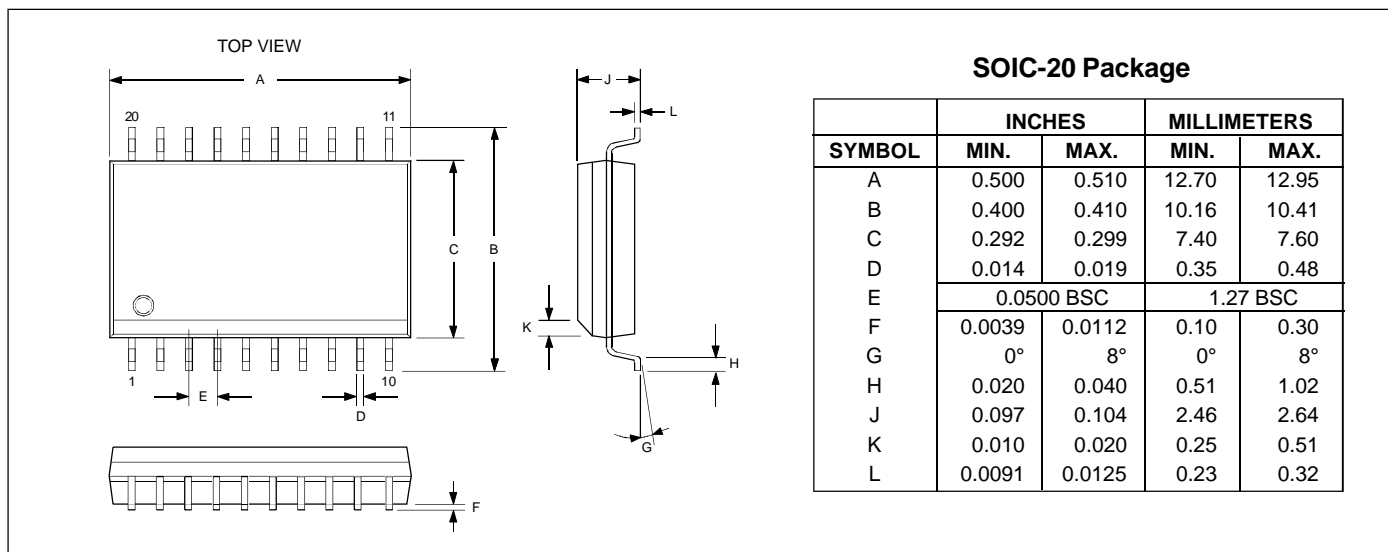 TOP VIEW
A
20
11
C
B
1
10
E
D
F
J
L
K
H
G
SOIC-20 Package
INCHES MILLIMETERS
SYMBOL MIN. MAX. MIN. MAX.
A 0.500 0.510 12.70 12.95
B 0.400 0.410 10.16 10.41
C 0.292 0.299 7.40 7.60
D 0.014 0.019 0.35 0.48
E 0.0500 BSC 1.27 BSC
F 0.0039 0.0112 0.10 0.30
G 0° 8° 0° 8°
H 0.020 0.040 0.51 1.02
J 0.097 0.104 2.46 2.64
K 0.010 0.020 0.25 0.51
L 0.0091 0.0125 0.23 0.32